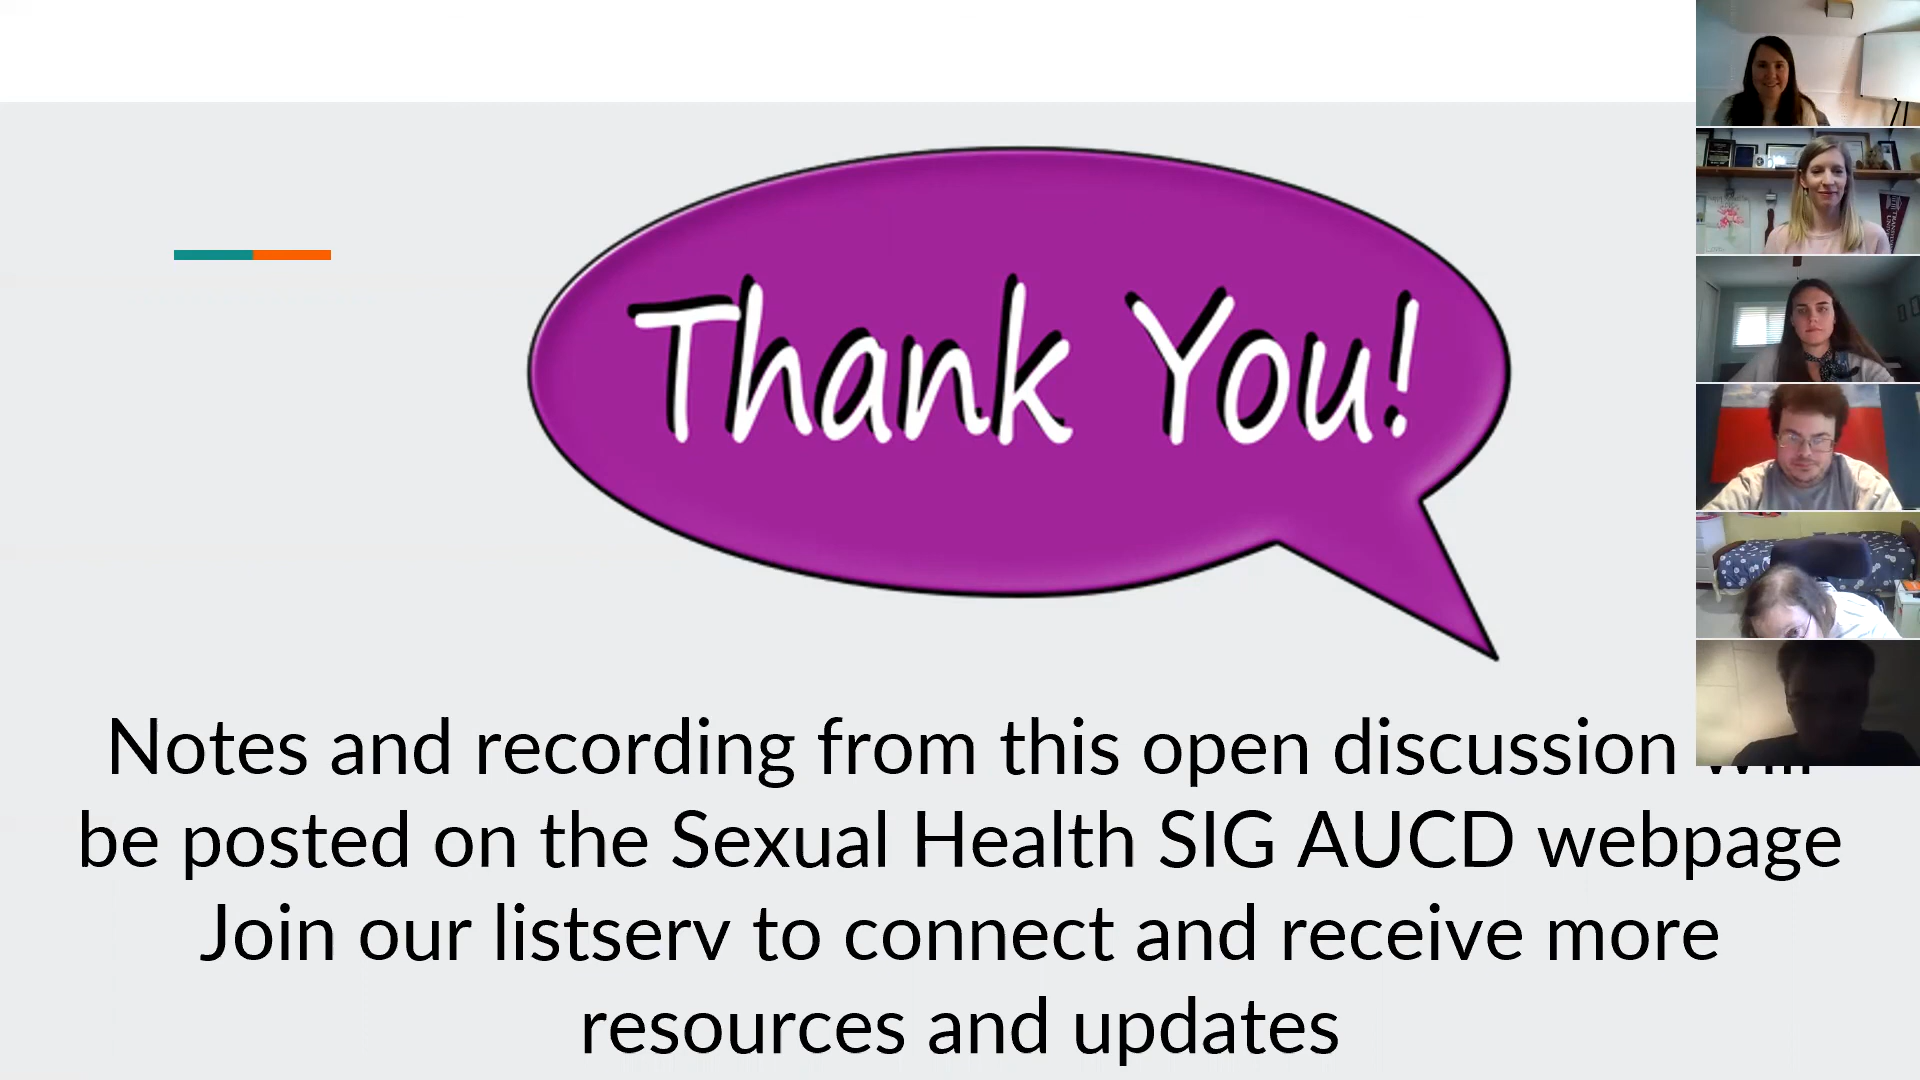 Thank You!
Notes and recording from this open discussion will
be posted on the Sexual Health SIG AUCD webpage
Join our listserv to connect and receive more
resources and updates